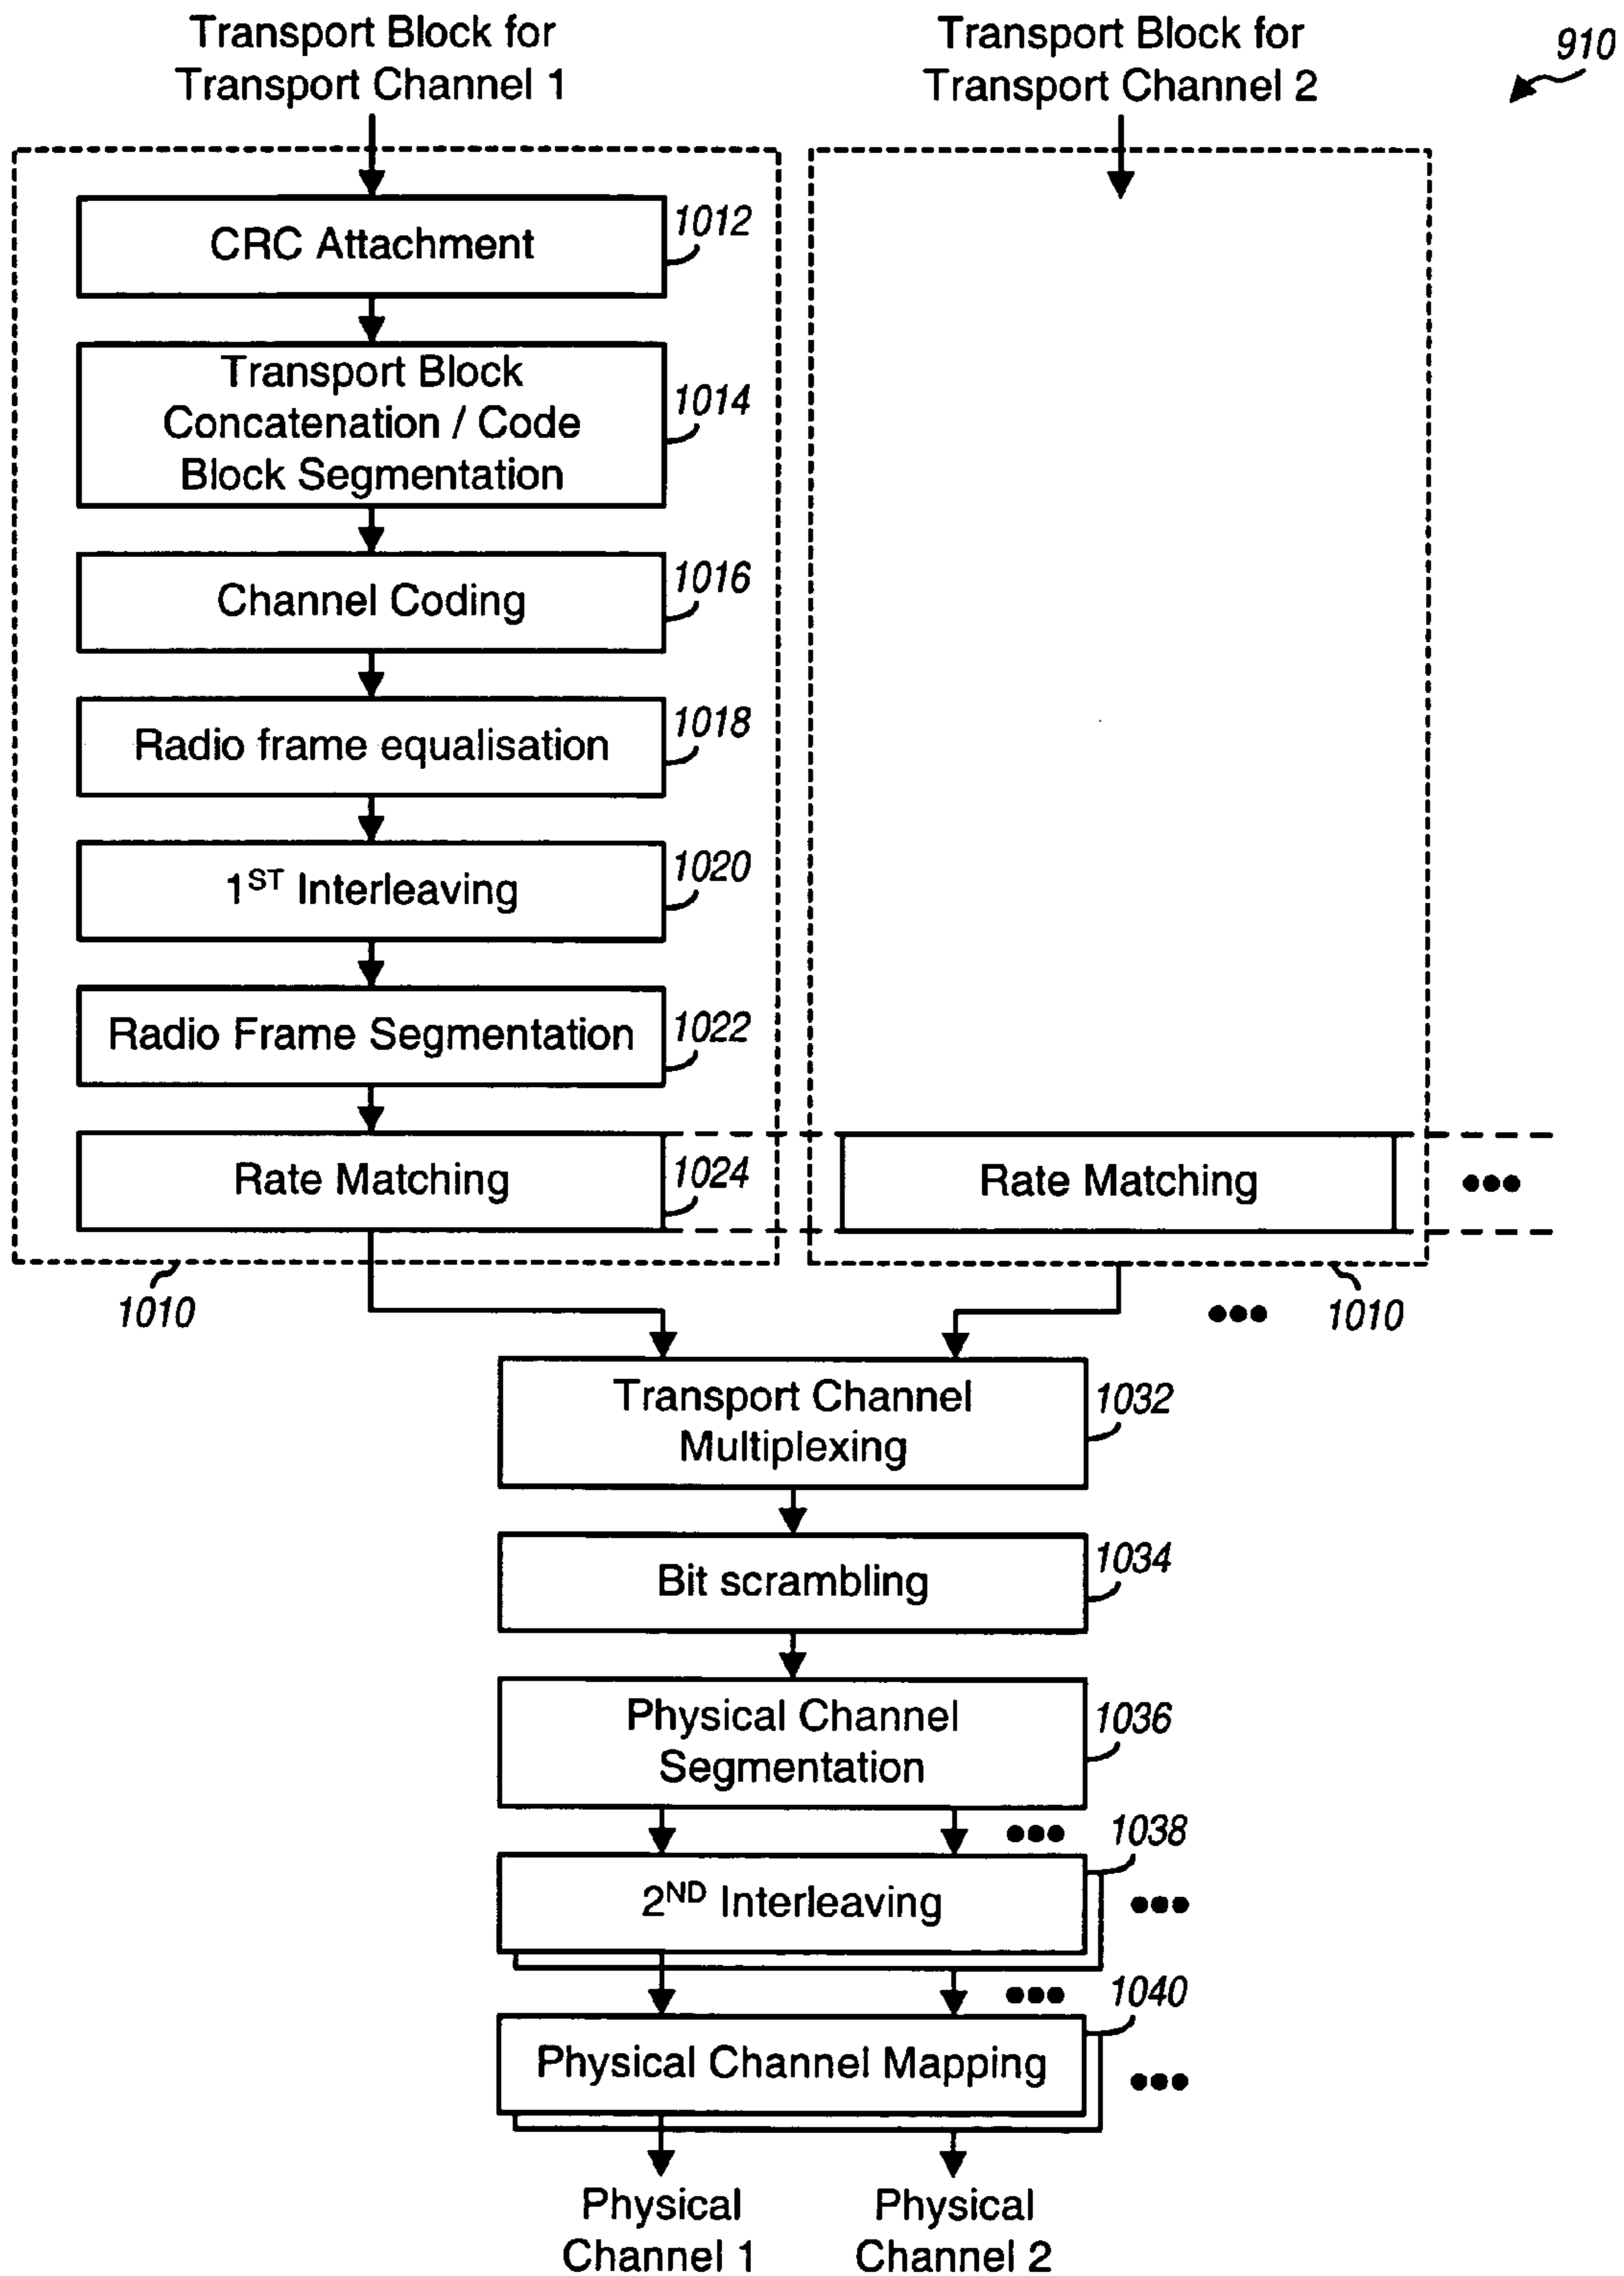 Transport Block for
Transport Channel 1
Transport Block for
Transport Channel 2
910
CRC Attachment
1012
Transport Block
Concatenation / Code
Block Segmentation
1014
Channel Coding
1016
Radio frame equalisation
1018
1ST Interleaving
1020
Radio Frame Segmentation
1022
Rate Matching
1024
Rate Matching
1010
1010
Transport Channel
Multiplexing
1032
Bit scrambling
1034
Physical Channel
Segmentation
1036
2ND Interleaving
1038
Physical Channel Mapping
1040
Physical
Channel 1
Physical
Channel 2